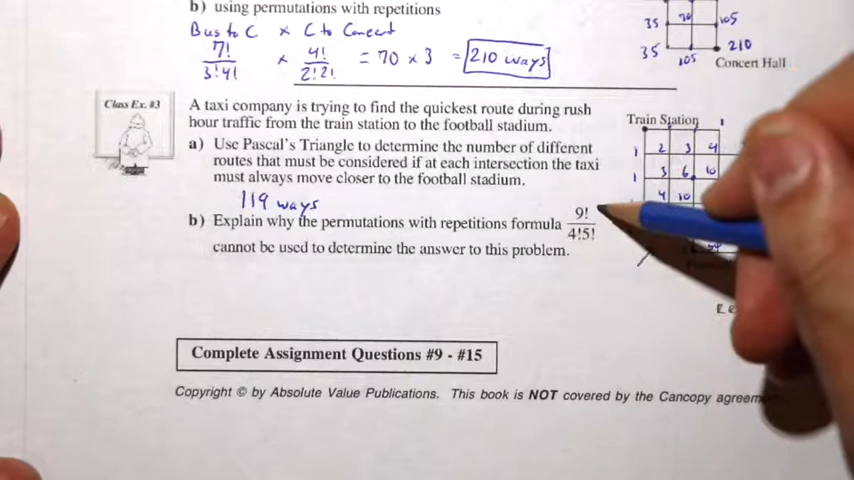 b) using permutations with repetitions
Bus to C × C to Concert
7! / 3!4! × 4! / 2!2! = 70 × 3 = 210 ways
35 105
35 105 210
Concert Hall
Class Ex. #3
A taxi company is trying to find the quickest route during rush
hour traffic from the train station to the football stadium.
a) Use Pascal's Triangle to determine the number of different
routes that must be considered if at each intersection the taxi
must always move closer to the football stadium.
119 ways
b) Explain why the permutations with repetitions formula 9! / 4!5!
cannot be used to determine the answer to this problem.
Train Station
1
1 2 3 4
1 3 6 10
4 10
Complete Assignment Questions #9 - #15
Copyright © by Absolute Value Publications. This book is NOT covered by the Cancopy agreem